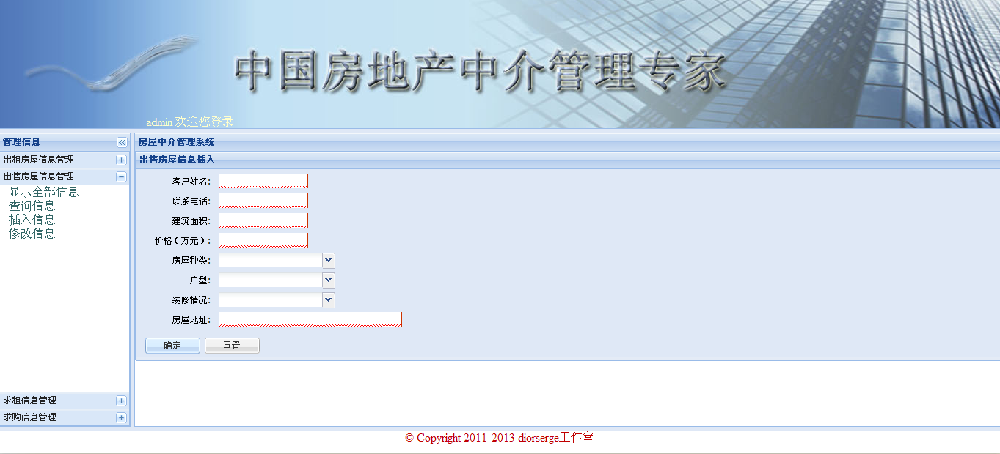 中国房地产中介管理专家
admin 欢迎您登录
管理信息
出租房屋信息管理
出售房屋信息管理
显示全部信息
查询信息
插入信息
修改信息
求租信息管理
求购信息管理
房屋中介管理系统
出售房屋信息插入
客户姓名:
联系电话:
建筑面积:
价格(万元):
房屋种类:
户型:
装修情况:
房屋地址:
确定 重置
© Copyright 2011-2013 diorserge工作室